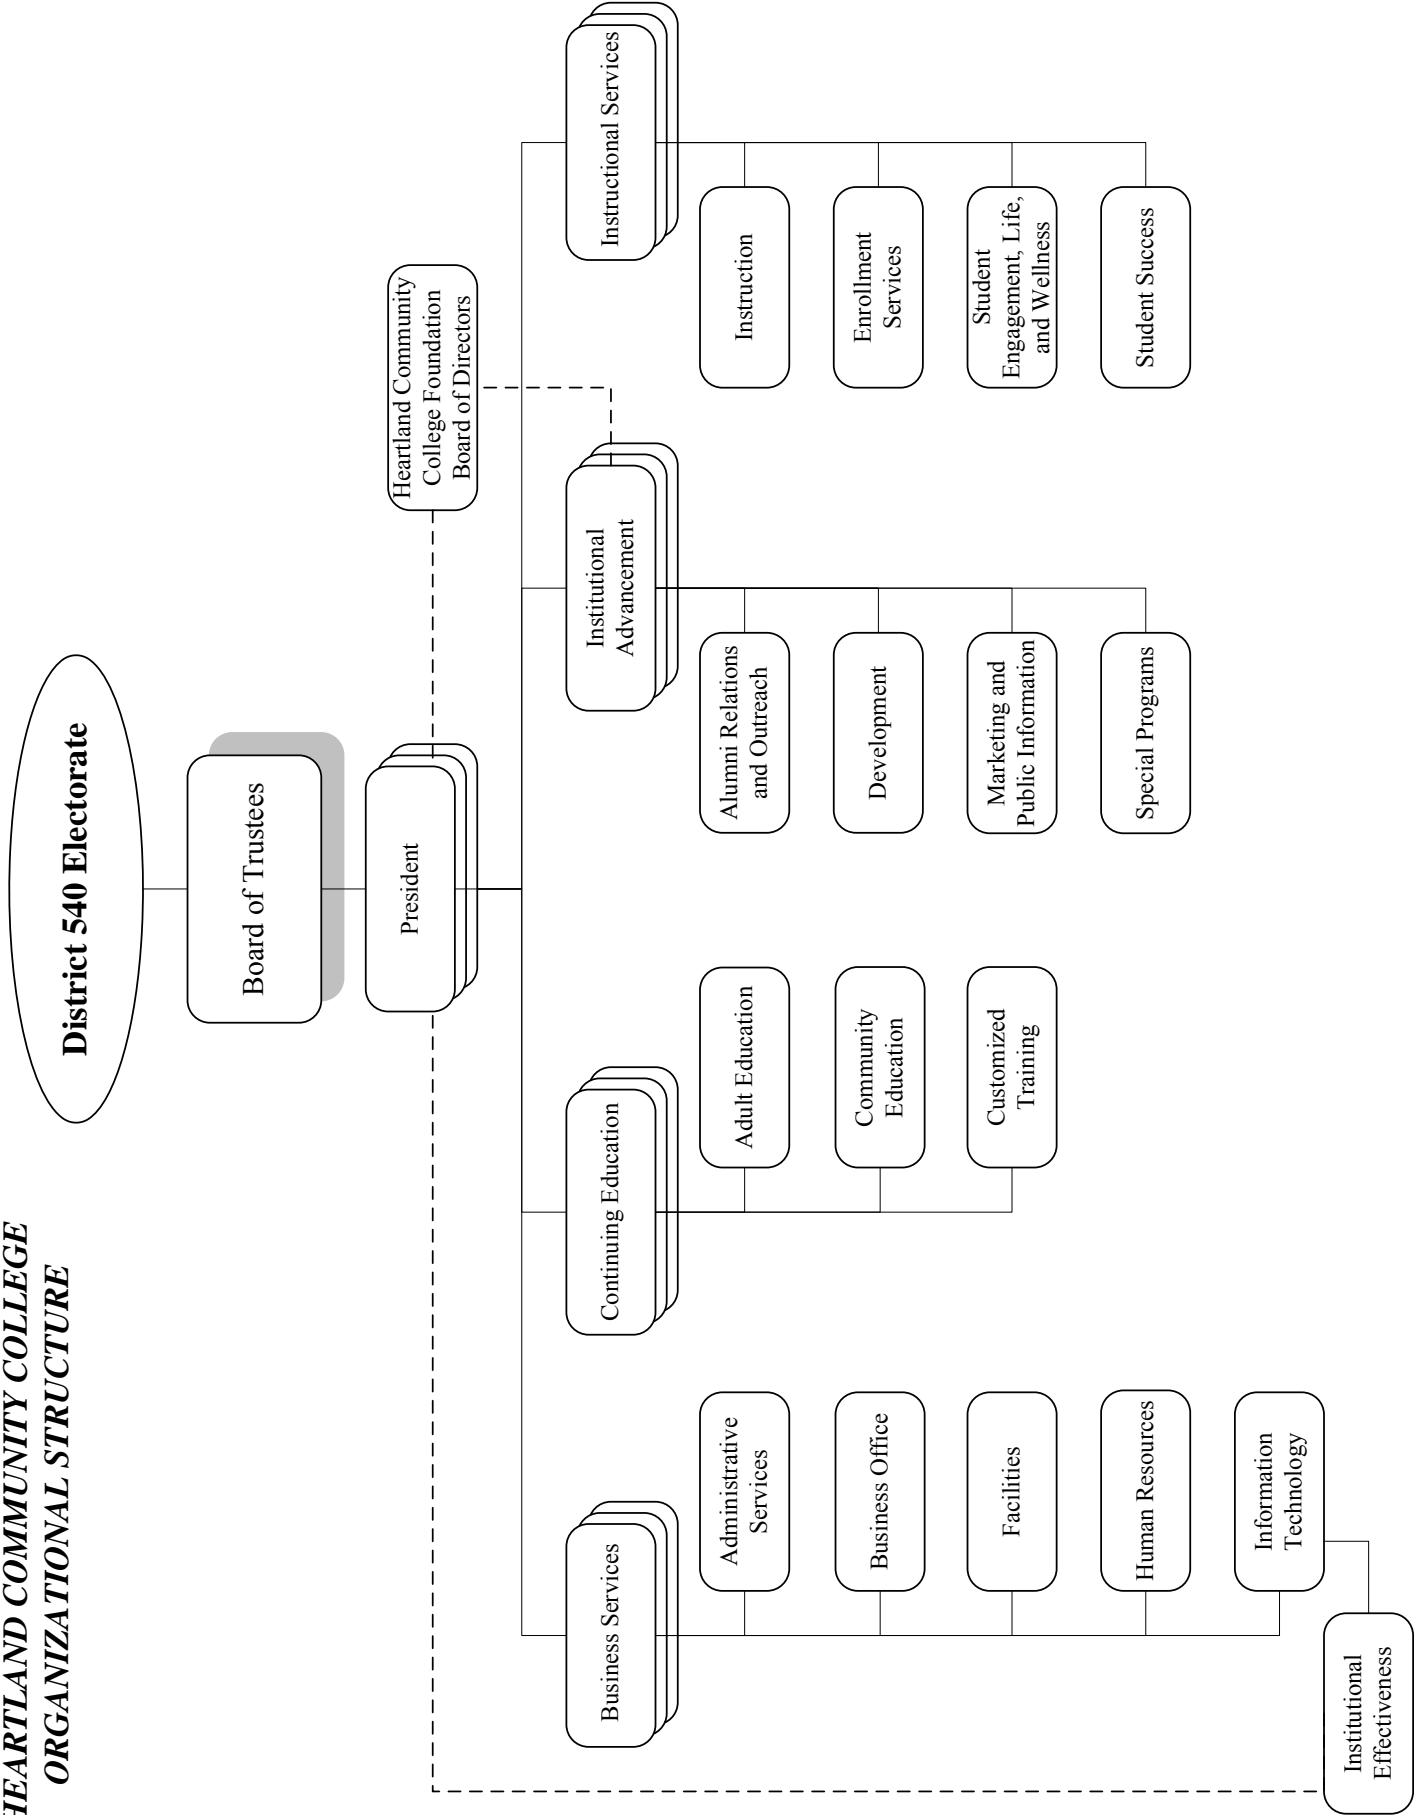 HEARTLAND COMMUNITY COLLEGE
ORGANIZATIONAL STRUCTURE
District 540 Electorate
Board of Trustees
President
Heartland Community
College Foundation
Board of Directors
Business Services
Administrative
Services
Business Office
Facilities
Human Resources
Information
Technology
Institutional
Effectiveness
Continuing Education
Adult Education
Community
Education
Customized
Training
Institutional
Advancement
Alumni Relations
and Outreach
Development
Marketing and
Public Information
Special Programs
Instructional Services
Instruction
Enrollment
Services
Student
Engagement, Life,
and Wellness
Student Success